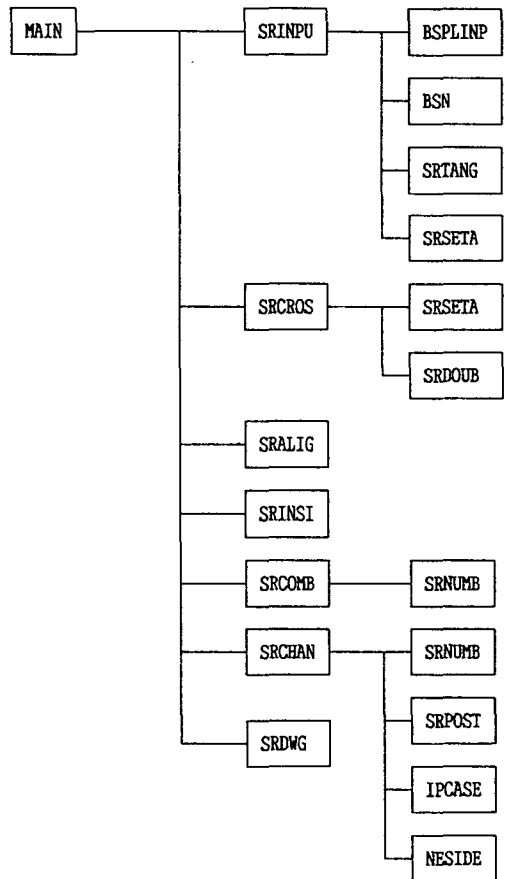 MAIN SRINPU BSPLINP
BSN
SRTANG
SRSETA
SRCROS SRSETA
SRDOUB
SRALIG
SRINSI
SRCOMB SRNUMB
SRCHAN SRNUMB
SRPOST
SRDWG
IPCASE
NESIDE